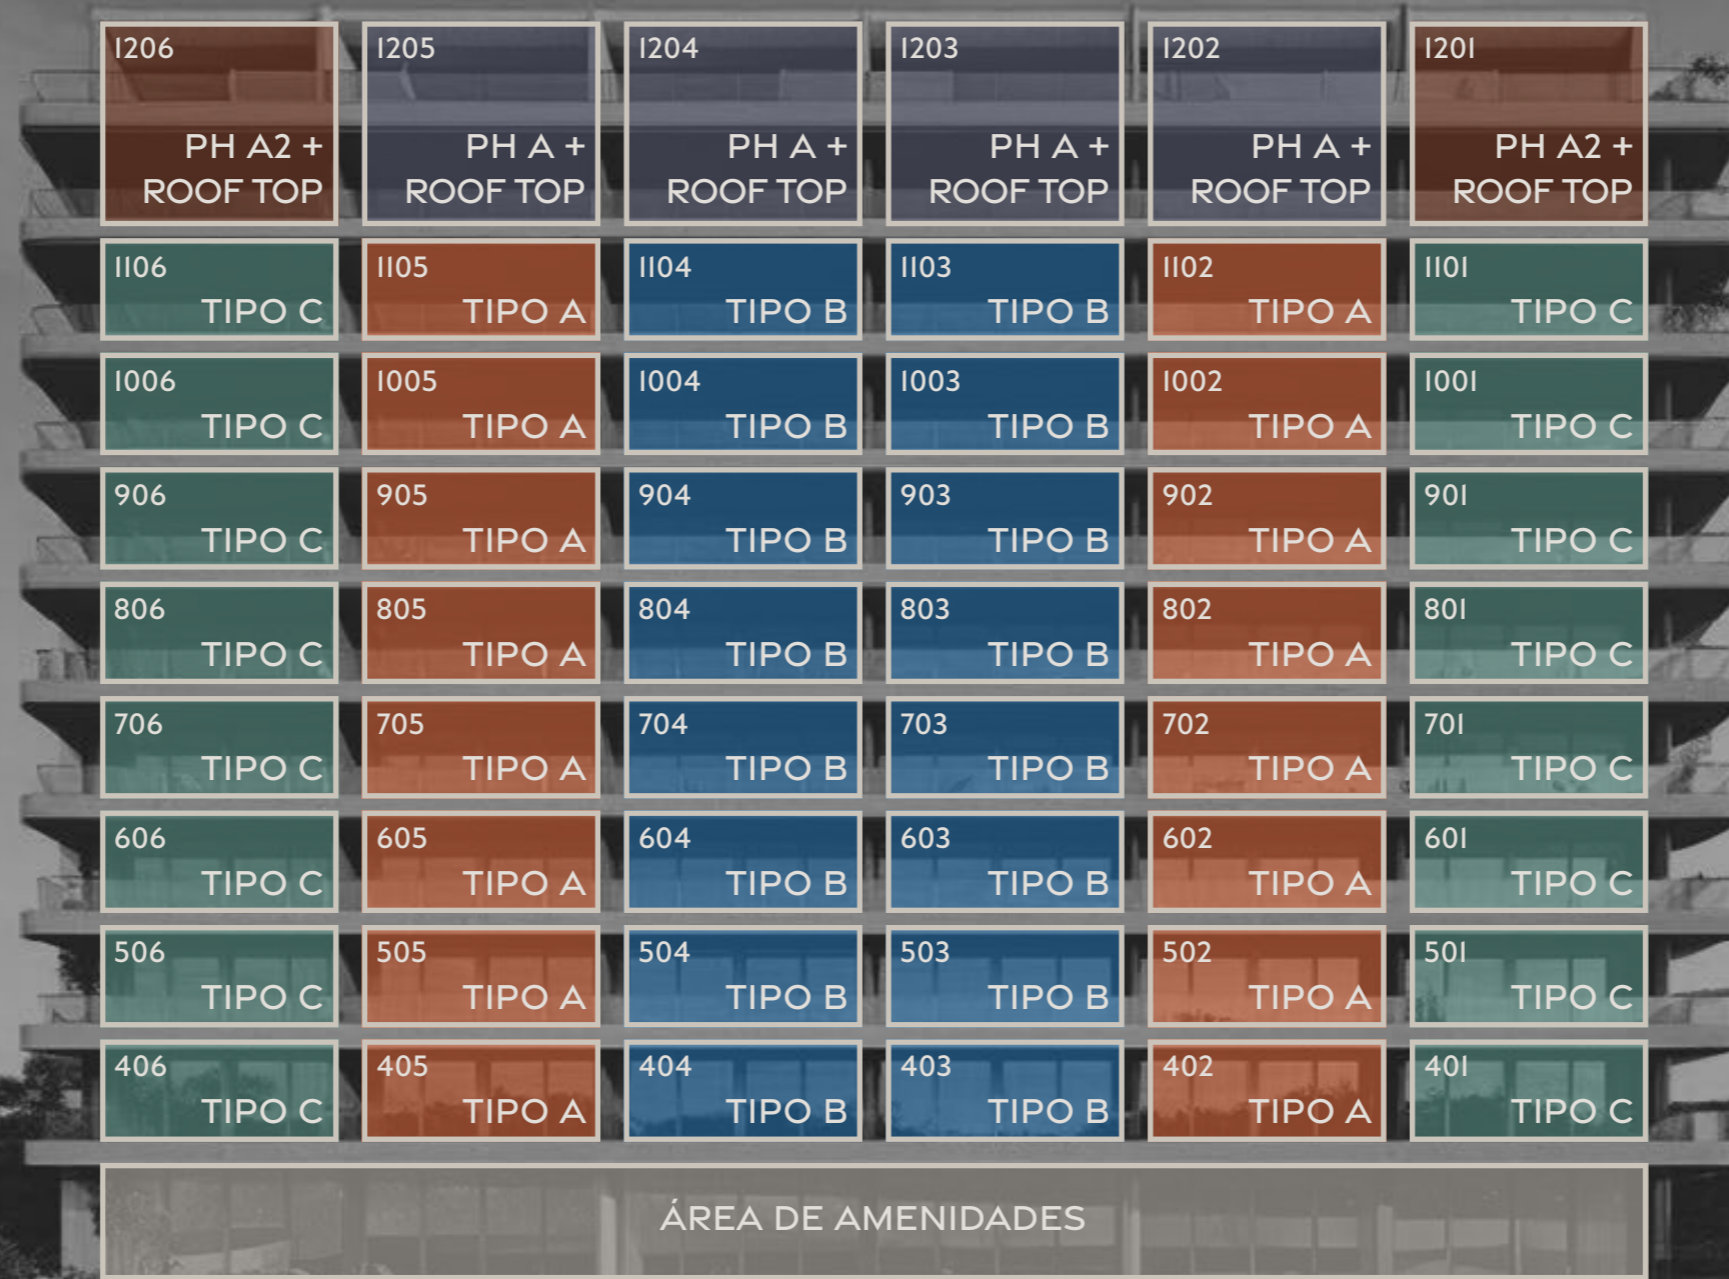 1206
PH A2 +
ROOF TOP
1205
PH A +
ROOF TOP
1204
PH A +
ROOF TOP
1203
PH A +
ROOF TOP
1202
PH A +
ROOF TOP
1201
PH A2 +
ROOF TOP
1106
TIPO C
1105
TIPO A
1104
TIPO B
1103
TIPO B
1102
TIPO A
1101
TIPO C
1006
TIPO C
1005
TIPO A
1004
TIPO B
1003
TIPO B
1002
TIPO A
1001
TIPO C
906
TIPO C
905
TIPO A
904
TIPO B
903
TIPO B
902
TIPO A
901
TIPO C
806
TIPO C
805
TIPO A
804
TIPO B
803
TIPO B
802
TIPO A
801
TIPO C
706
TIPO C
705
TIPO A
704
TIPO B
703
TIPO B
702
TIPO A
701
TIPO C
606
TIPO C
605
TIPO A
604
TIPO B
603
TIPO B
602
TIPO A
601
TIPO C
506
TIPO C
505
TIPO A
504
TIPO B
503
TIPO B
502
TIPO A
501
TIPO C
406
TIPO C
405
TIPO A
404
TIPO B
403
TIPO B
402
TIPO A
401
TIPO C
ÁREA DE AMENIDADES